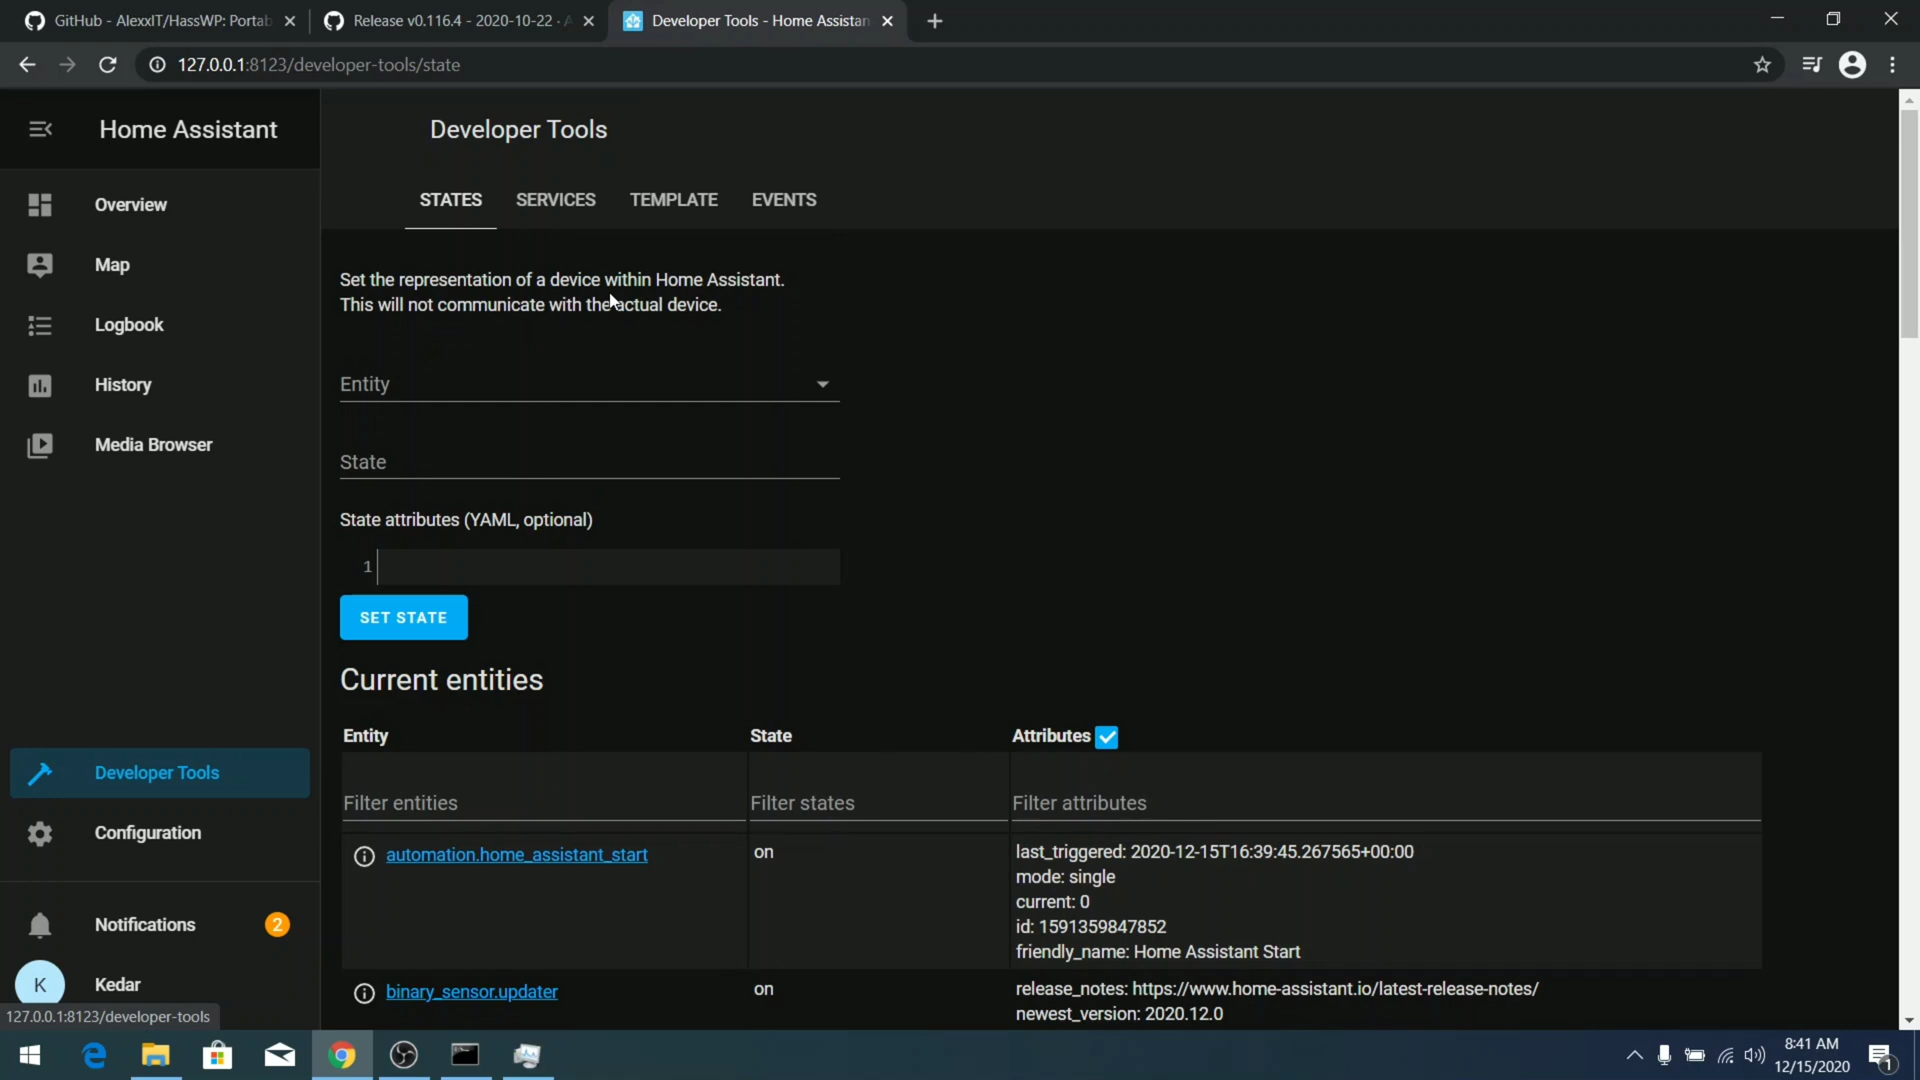 GitHub - AlexxIT/HassWP: Portab
Release v0.116.4 - 2020-10-22 · A
Developer Tools - Home Assistan
127.0.0.1:8123/developer-tools/state
Home Assistant
Developer Tools
STATES SERVICES TEMPLATE EVENTS
Overview
Map
Logbook
History
Media Browser
Developer Tools
Configuration
Notifications 2
K Kedar
127.0.0.1:8123/developer-tools
Set the representation of a device within Home Assistant.
This will not communicate with the actual device.
Entity
State
State attributes (YAML, optional)
1
SET STATE
Current entities
Entity State Attributes
Filter entities Filter states Filter attributes
automation.home_assistant_start on last_triggered: 2020-12-15T16:39:45.267565+00:00
mode: single
current: 0
id: 1591359847852
friendly_name: Home Assistant Start
binary_sensor.updater on release_notes: https://www.home-assistant.io/latest-release-notes/
newest_version: 2020.12.0
8:41 AM
12/15/2020
1